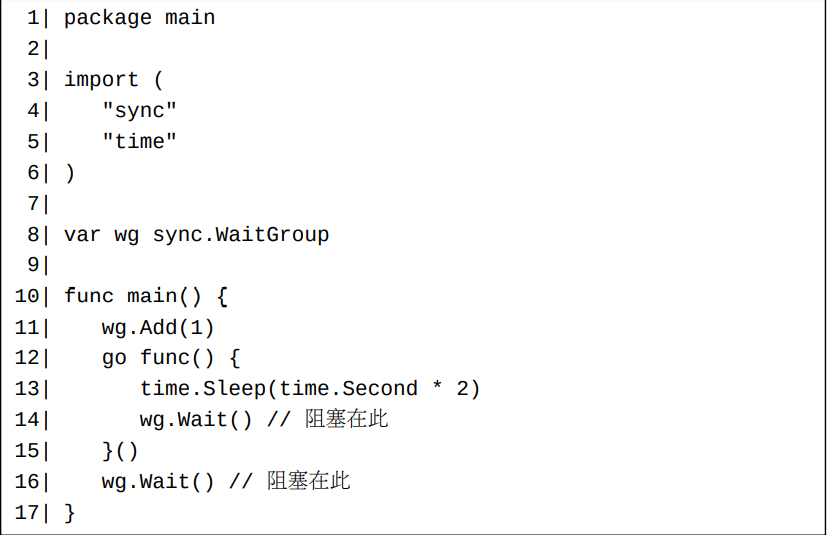 1| package main
2|
3| import (
4|    "sync"
5|    "time"
6| )
7|
8| var wg sync.WaitGroup
9|
10| func main() {
11|    wg.Add(1)
12|    go func() {
13|       time.Sleep(time.Second * 2)
14|       wg.Wait() // 阻塞在此
15|    }()
16|    wg.Wait() // 阻塞在此
17| }